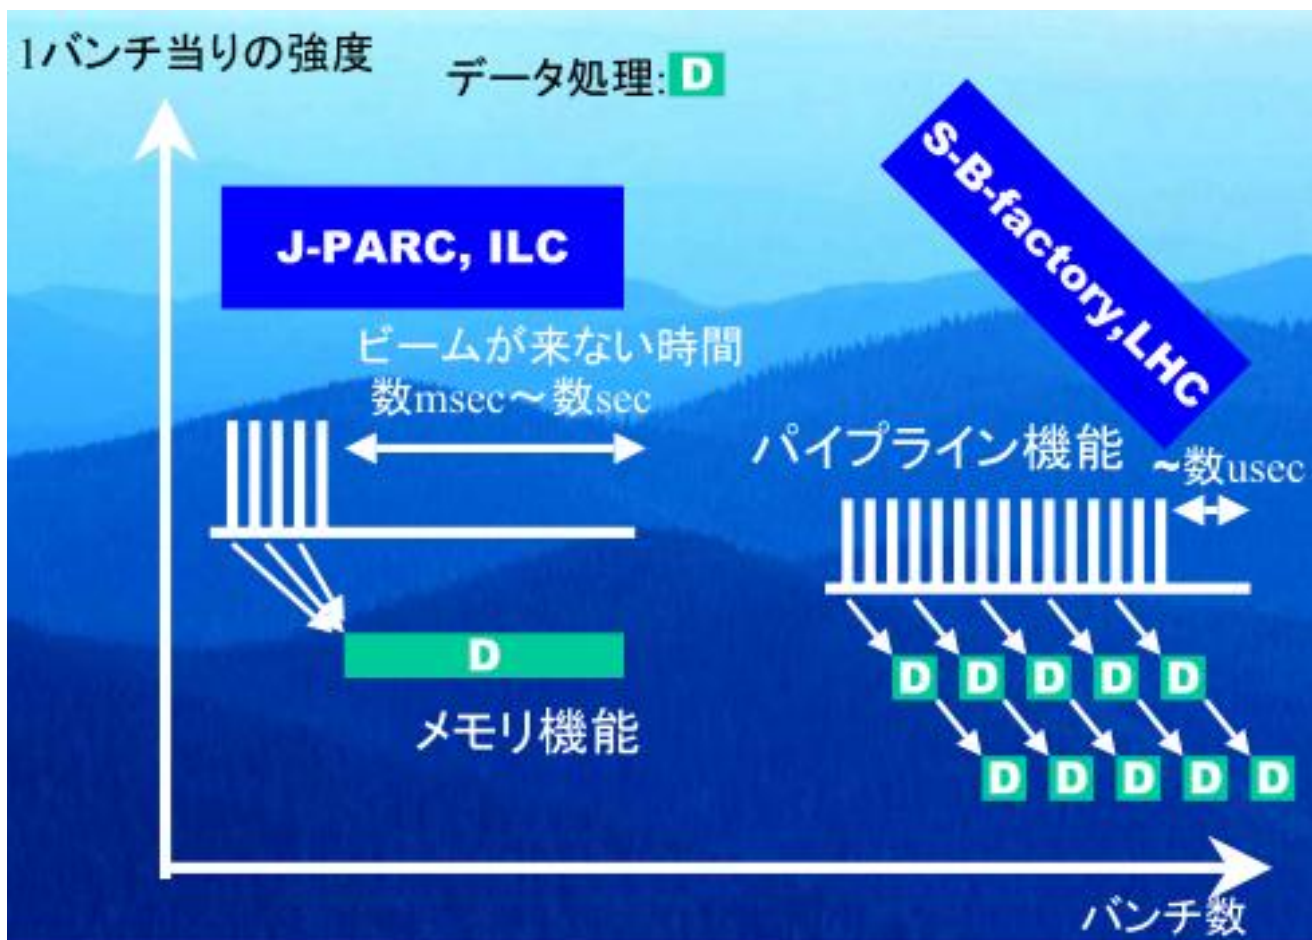 1バンチ当りの強度
データ処理:D
J-PARC, ILC
S-B-factory,LHC
ビームが来ない時間
数msec～数sec
パイプライン機能
~数usec
D
メモリ機能
D D D D D
D D D D D
バンチ数